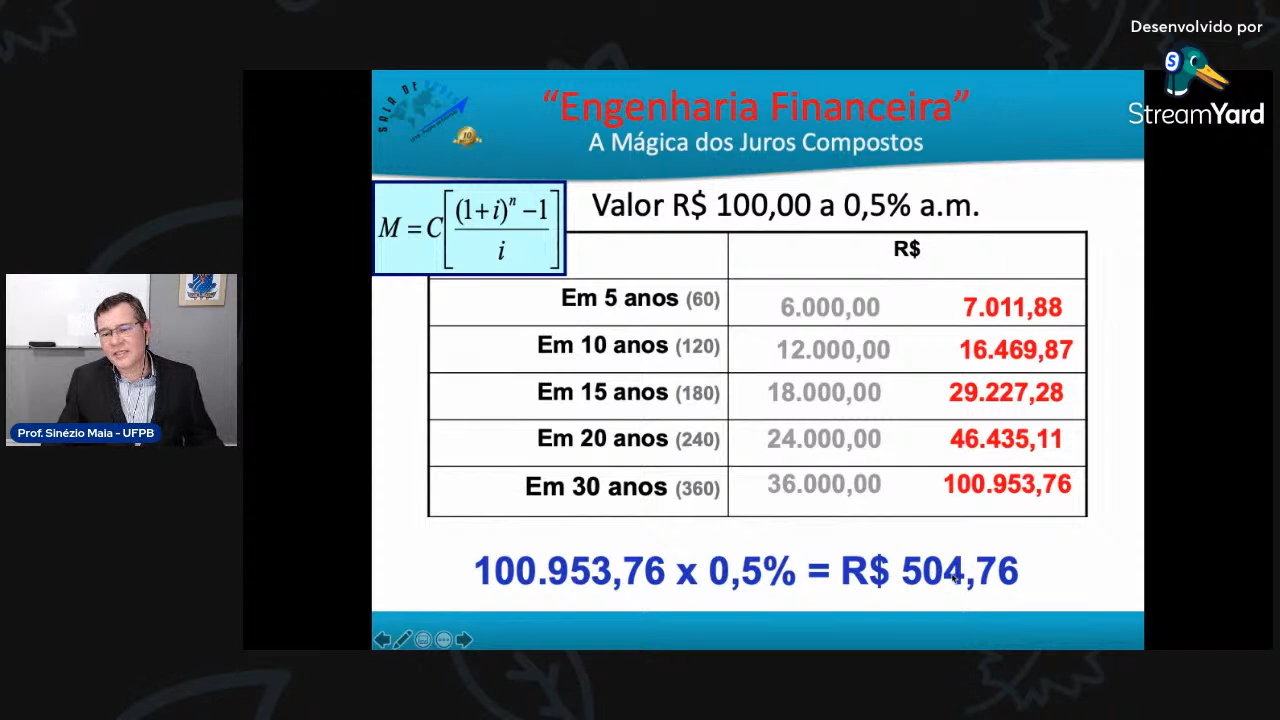 Desenvolvido por
StreamYard
SALA DE
10
“Engenharia Financeira”
A Mágica dos Juros Compostos
M = C[((1+i)^n − 1)/i]
Valor R$ 100,00 a 0,5% a.m.
R$
Em 5 anos (60) 6.000,00 7.011,88
Em 10 anos (120) 12.000,00 16.469,87
Em 15 anos (180) 18.000,00 29.227,28
Em 20 anos (240) 24.000,00 46.435,11
Em 30 anos (360) 36.000,00 100.953,76
100.953,76 x 0,5% = R$ 504,76
Prof. Sinézio Maia - UFPB